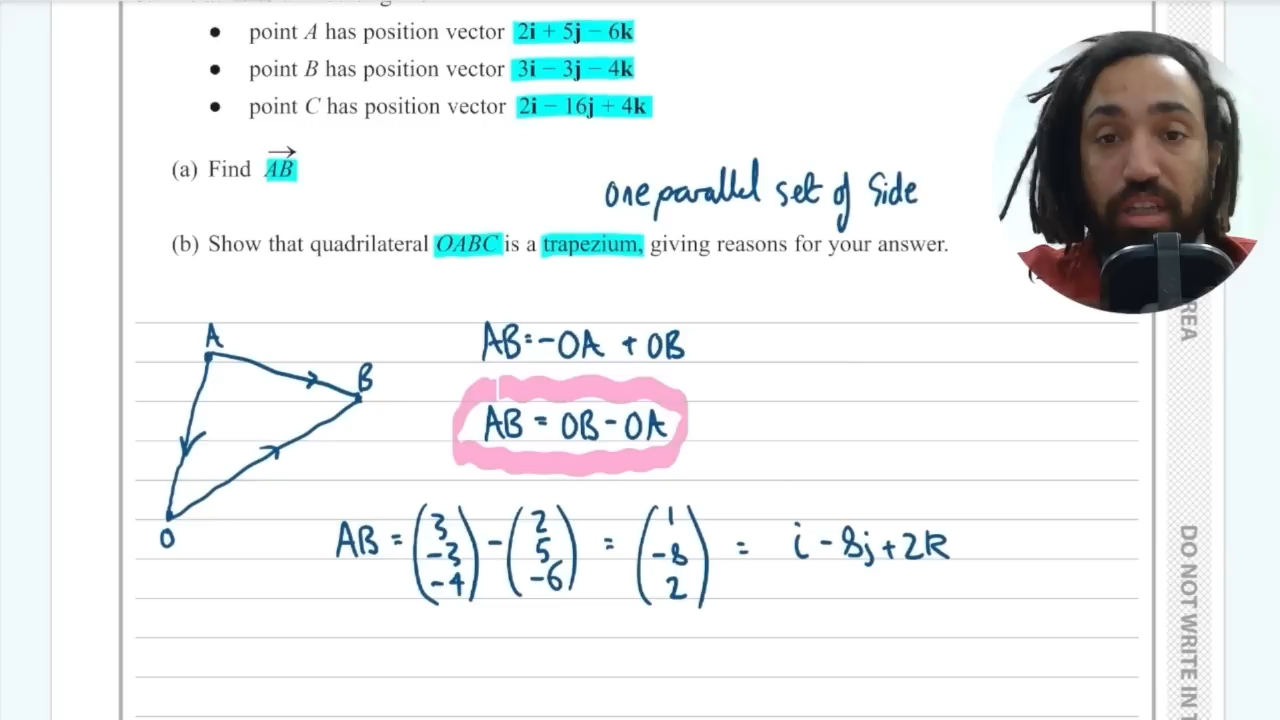 • point A has position vector 2i + 5j − 6k
• point B has position vector 3i − 3j − 4k
• point C has position vector 2i − 16j + 4k
(a) Find \overrightarrow{AB}
one parallel set of side
(b) Show that quadrilateral OABC is a trapezium, giving reasons for your answer.
A
B
O
AB = -OA + OB
AB = OB - OA
AB = (3 -3 -4) - (2 5 -6) = (1 -8 2) = i - 8j + 2k
REA
DO NOT WRITE IN